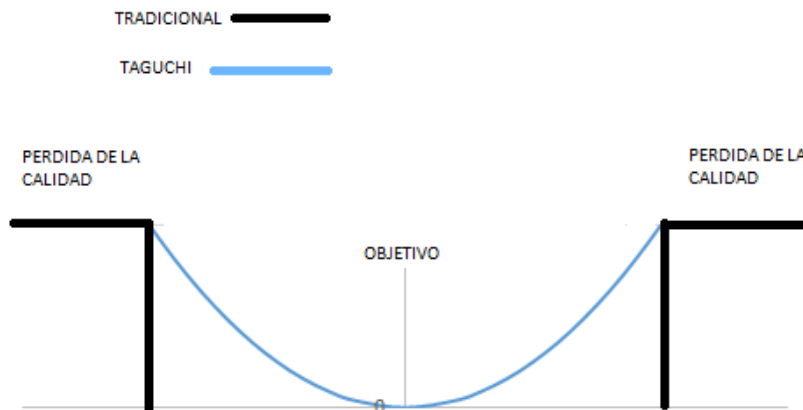 TRADICIONAL
TAGUCHI
PERDIDA DE LA
CALIDAD
PERDIDA DE LA
CALIDAD
OBJETIVO
0